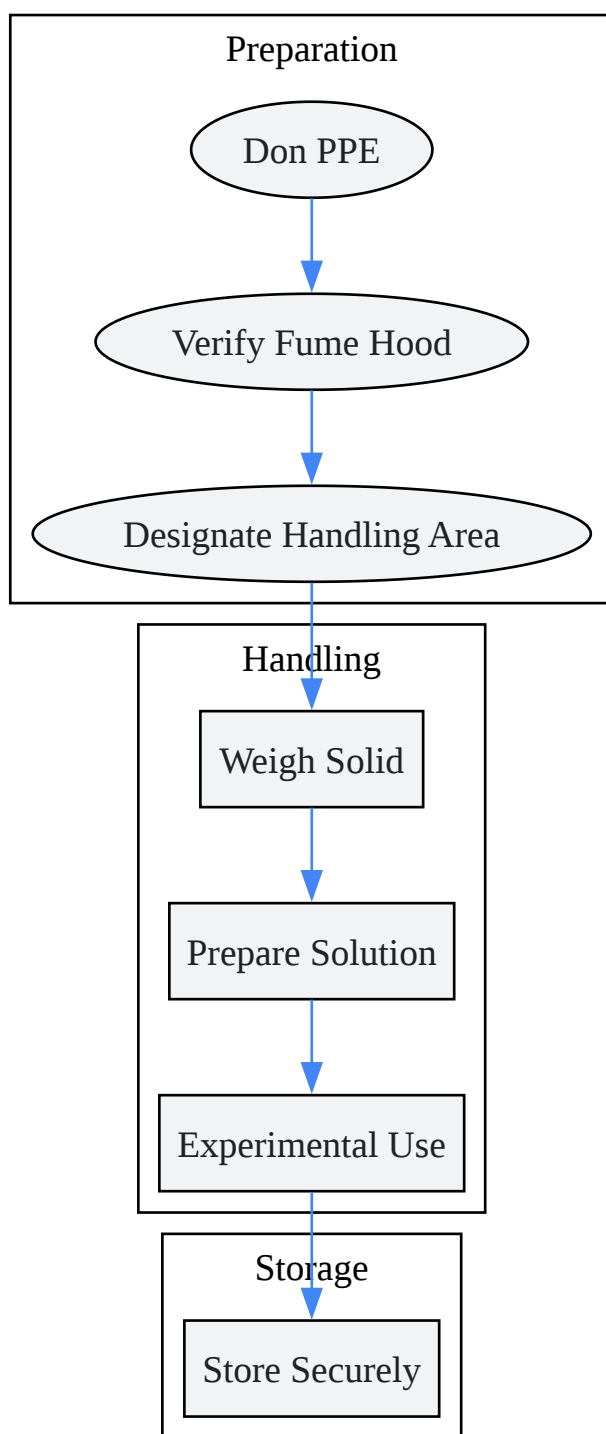 Preparation
Don PPE
Verify Fume Hood
Designate Handling Area
Handling
Weigh Solid
Prepare Solution
Experimental Use
Storage
Store Securely